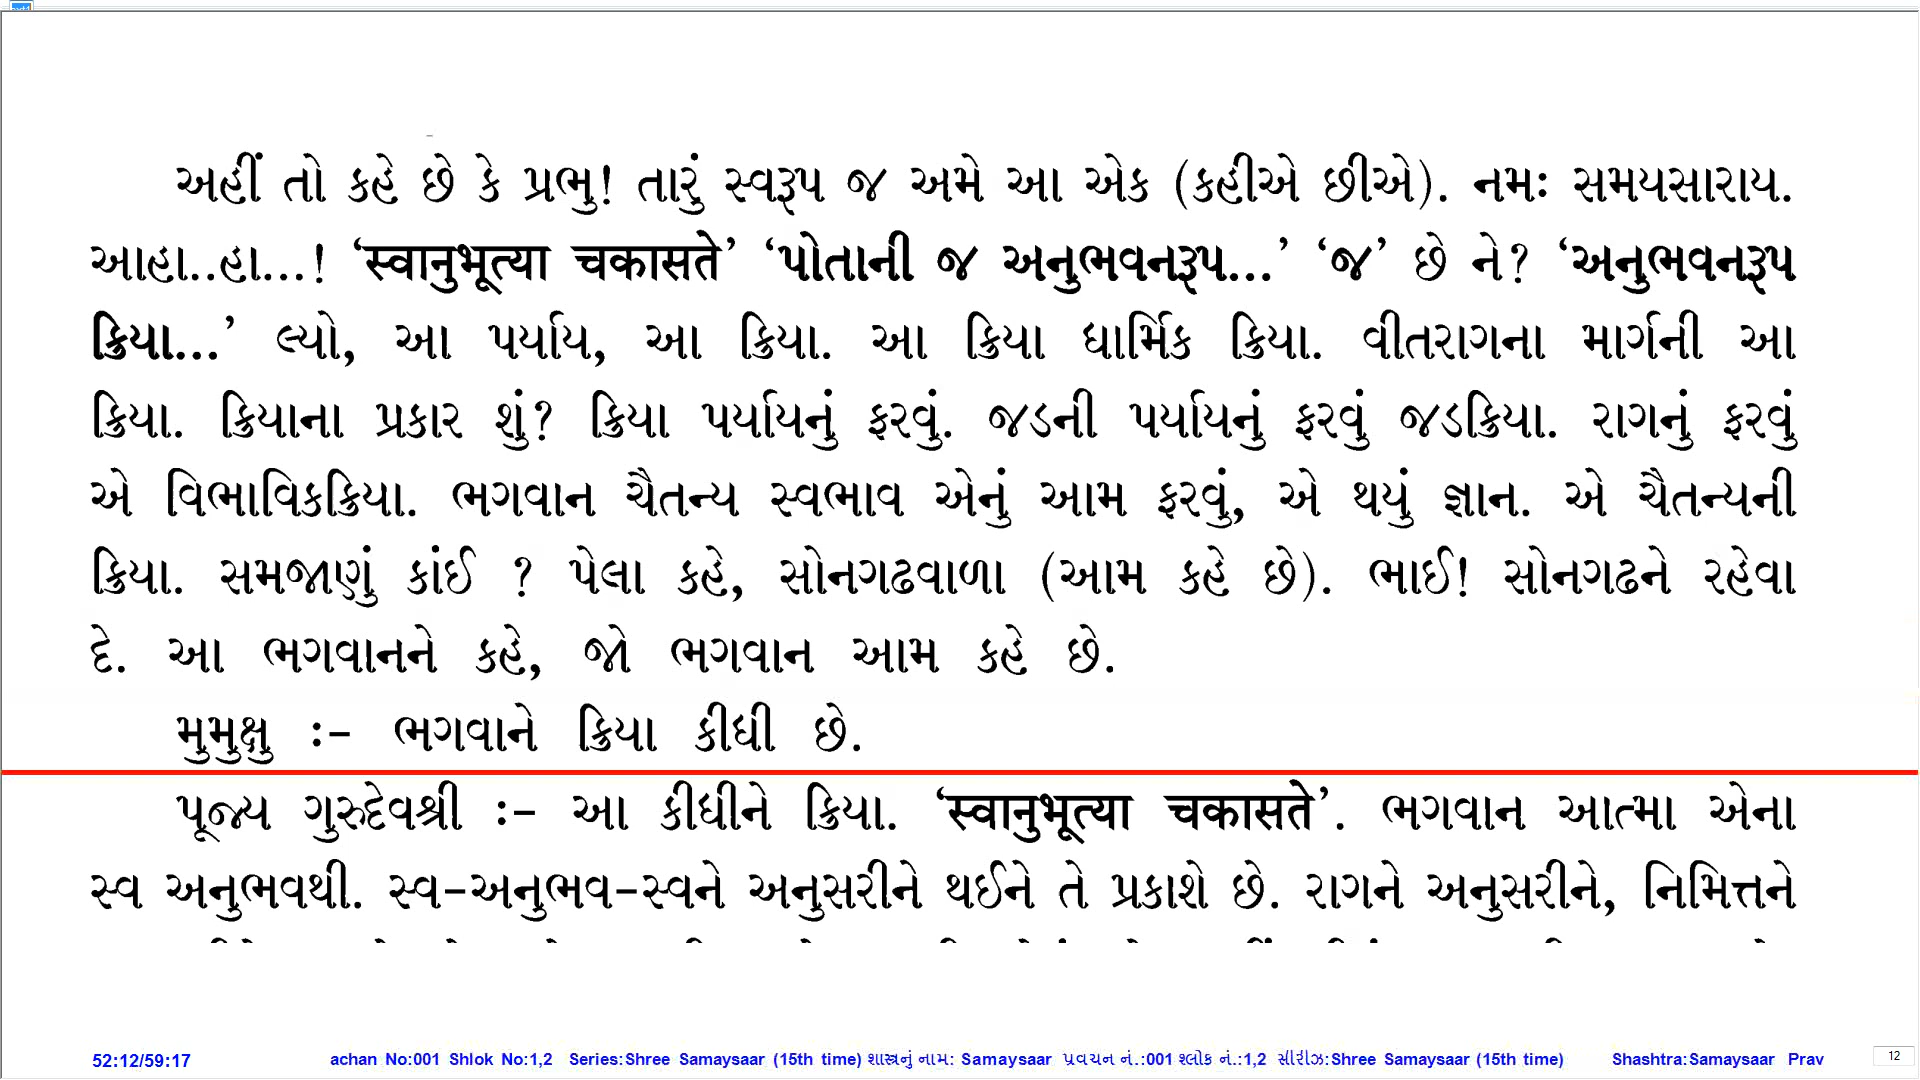 અહીં તો કહે છે કે પ્રભુ! તારું સ્વરૂપ જ અમે આ એક (કહીએ છીએ). નમઃ સમયસારાય.
આહા..હા...! ‘स्वानुभूत्या चकासते’ ‘પોતાની જ અનુભવનરૂપ...’ ‘જ’ છે ને? ‘અનુભવનરૂપ
ક્રિયા...’ લ્યો, આ પર્યાય, આ ક્રિયા. આ ક્રિયા ધાર્મિક ક્રિયા. વીતરાગના માર્ગની આ
ક્રિયા. ક્રિયાના પ્રકાર શું? ક્રિયા પર્યાયનું ફરવું. જડની પર્યાયનું ફરવું જડક્રિયા. રાગનું ફરવું
એ વિભાવિકક્રિયા. ભગવાન ચૈતન્ય સ્વભાવ એનું આમ ફરવું, એ થયું જ્ઞાન. એ ચૈતન્યની
ક્રિયા. સમજાણું કાંઈ ? પેલા કહે, સોનગઢવાળા (આમ કહે છે). ભાઈ! સોનગઢને રહેવા
દે. આ ભગવાનને કહે, જો ભગવાન આમ કહે છે.
મુમુક્ષુ :– ભગવાને ક્રિયા કીધી છે.
પૂજ્ય ગુરુદેવશ્રી :– આ કીધીને ક્રિયા. ‘स्वानुभूत्या चकासते’. ભગવાન આત્મા એના
સ્વ અનુભવથી. સ્વ-અનુભવ-સ્વને અનુસરીને થઈને તે પ્રકાશે છે. રાગને અનુસરીને, નિમિત્તને
52:12/59:17 achan No:001 Shlok No:1,2 Series:Shree Samaysaar (15th time) શાસ્ત્રનું નામ: Samaysaar પ્રવચન નં.:001 શ્લોક નં.:1,2 સીરીઝ:Shree Samaysaar (15th time) Shashtra:Samaysaar Prav 12